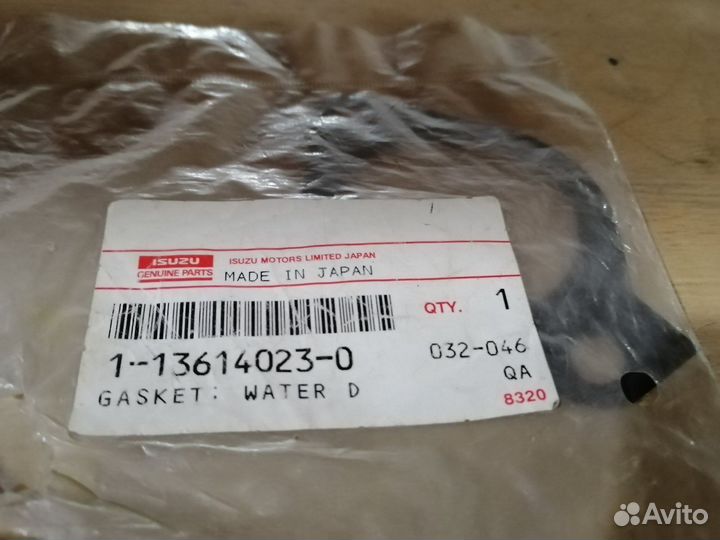 ISUZU
GENUINE PARTS
ISUZU MOTORS LIMITED JAPAN
MADE IN JAPAN
QTY. 1
1-13614023-0
032-046
GASKET: WATER D
QA
8320
Avito